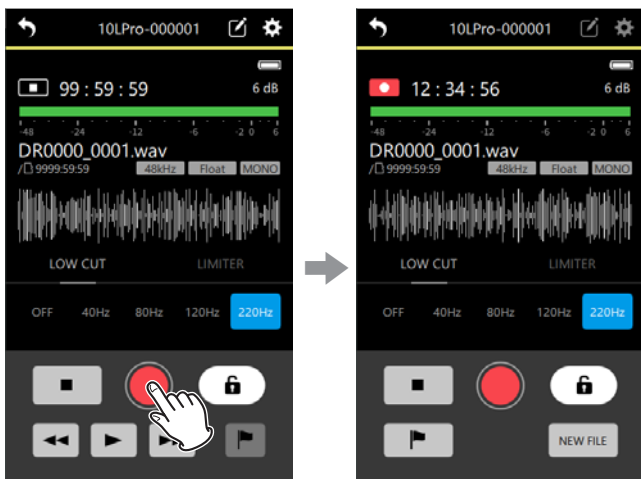 10LPro-000001
99 : 59 : 59
6 dB
-48 -24 -12 -6 -2 0 6
DR0000_0001.wav
/ 9999:59:59 48kHz Float MONO
LOW CUT LIMITER
OFF 40Hz 80Hz 120Hz 220Hz
10LPro-000001
12 : 34 : 56
6 dB
-48 -24 -12 -6 -2 0 6
DR0000_0001.wav
/ 9999:59:59 48kHz Float MONO
LOW CUT LIMITER
OFF 40Hz 80Hz 120Hz 220Hz
NEW FILE